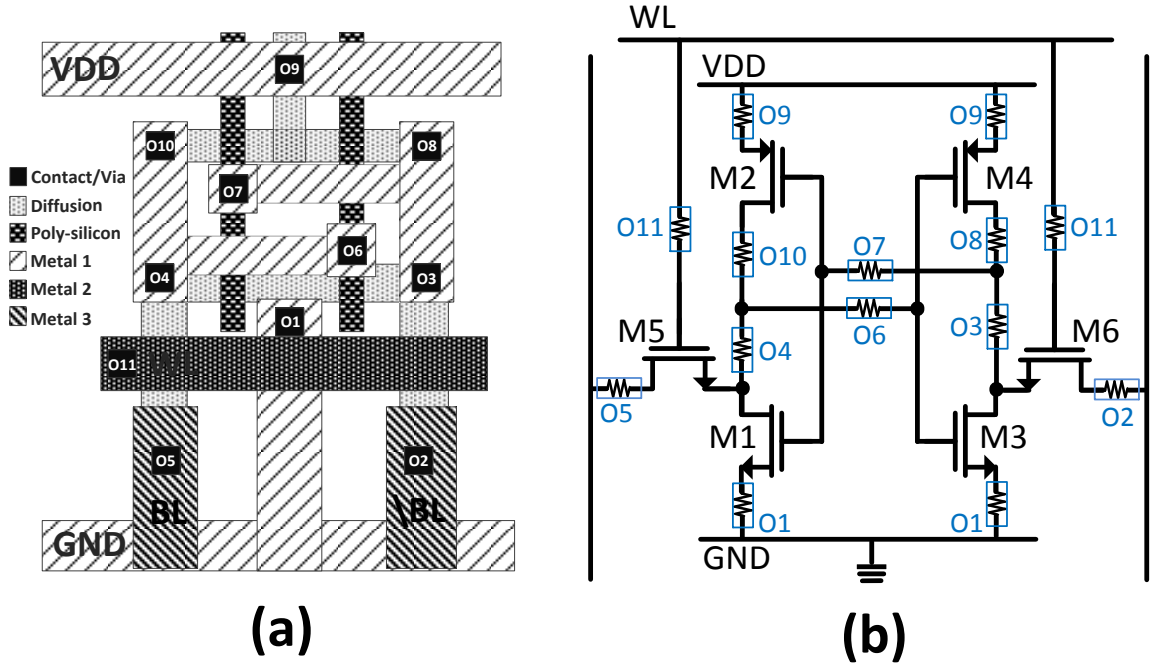 VDD
O9
O10
O8
O7
Contact/Via
Diffusion
Poly-silicon
Metal 1
Metal 2
Metal 3
O6
O4
O3
O1
O11
WL
O5
O2
BL
\BL
GND
(a)
WL
VDD
O9
O9
M2
M4
O11
O10
O7
O8
O11
O6
O3
M5
O4
M6
O5
O2
M1
M3
O1
O1
GND
(b)